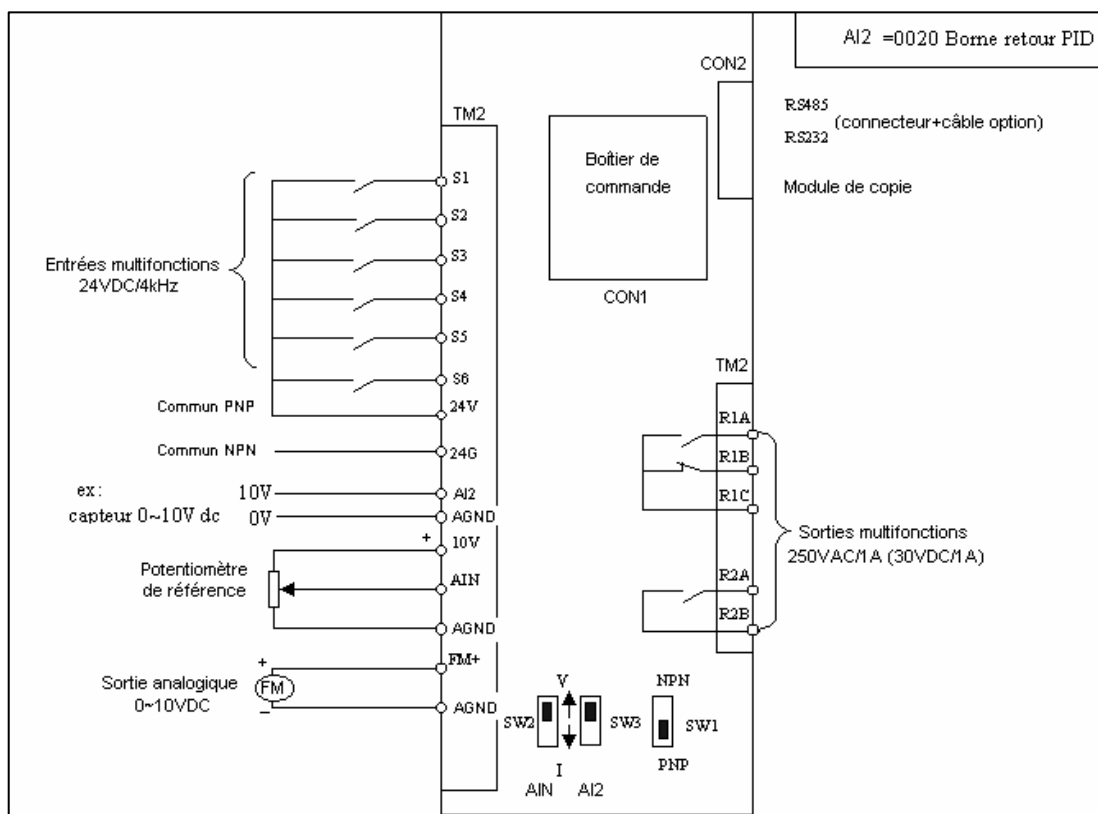 AI2 =0020 Borne retour PID
CON2
RS485
(connecteur+câble option)
RS232
Module de copie
TM2
Boîtier de
commande
CON1
S1
S2
S3
S4
S5
S6
Entrées multifonctions
24VDC/4kHz
Commun PNP
24V
Commun NPN
24G
ex:
10V
AI2
capteur 0~10V dc
0V
AGND
+
10V
Potentiomètre
de référence
AIN
AGND
FM+
+
Sortie analogique
0~10VDC
FM
–
AGND
TM2
R1A
R1B
R1C
R2A
R2B
Sorties multifonctions
250VAC/1A (30VDC/1A)
V
NPN
SW2
SW3
SW1
I
PNP
AIN
AI2